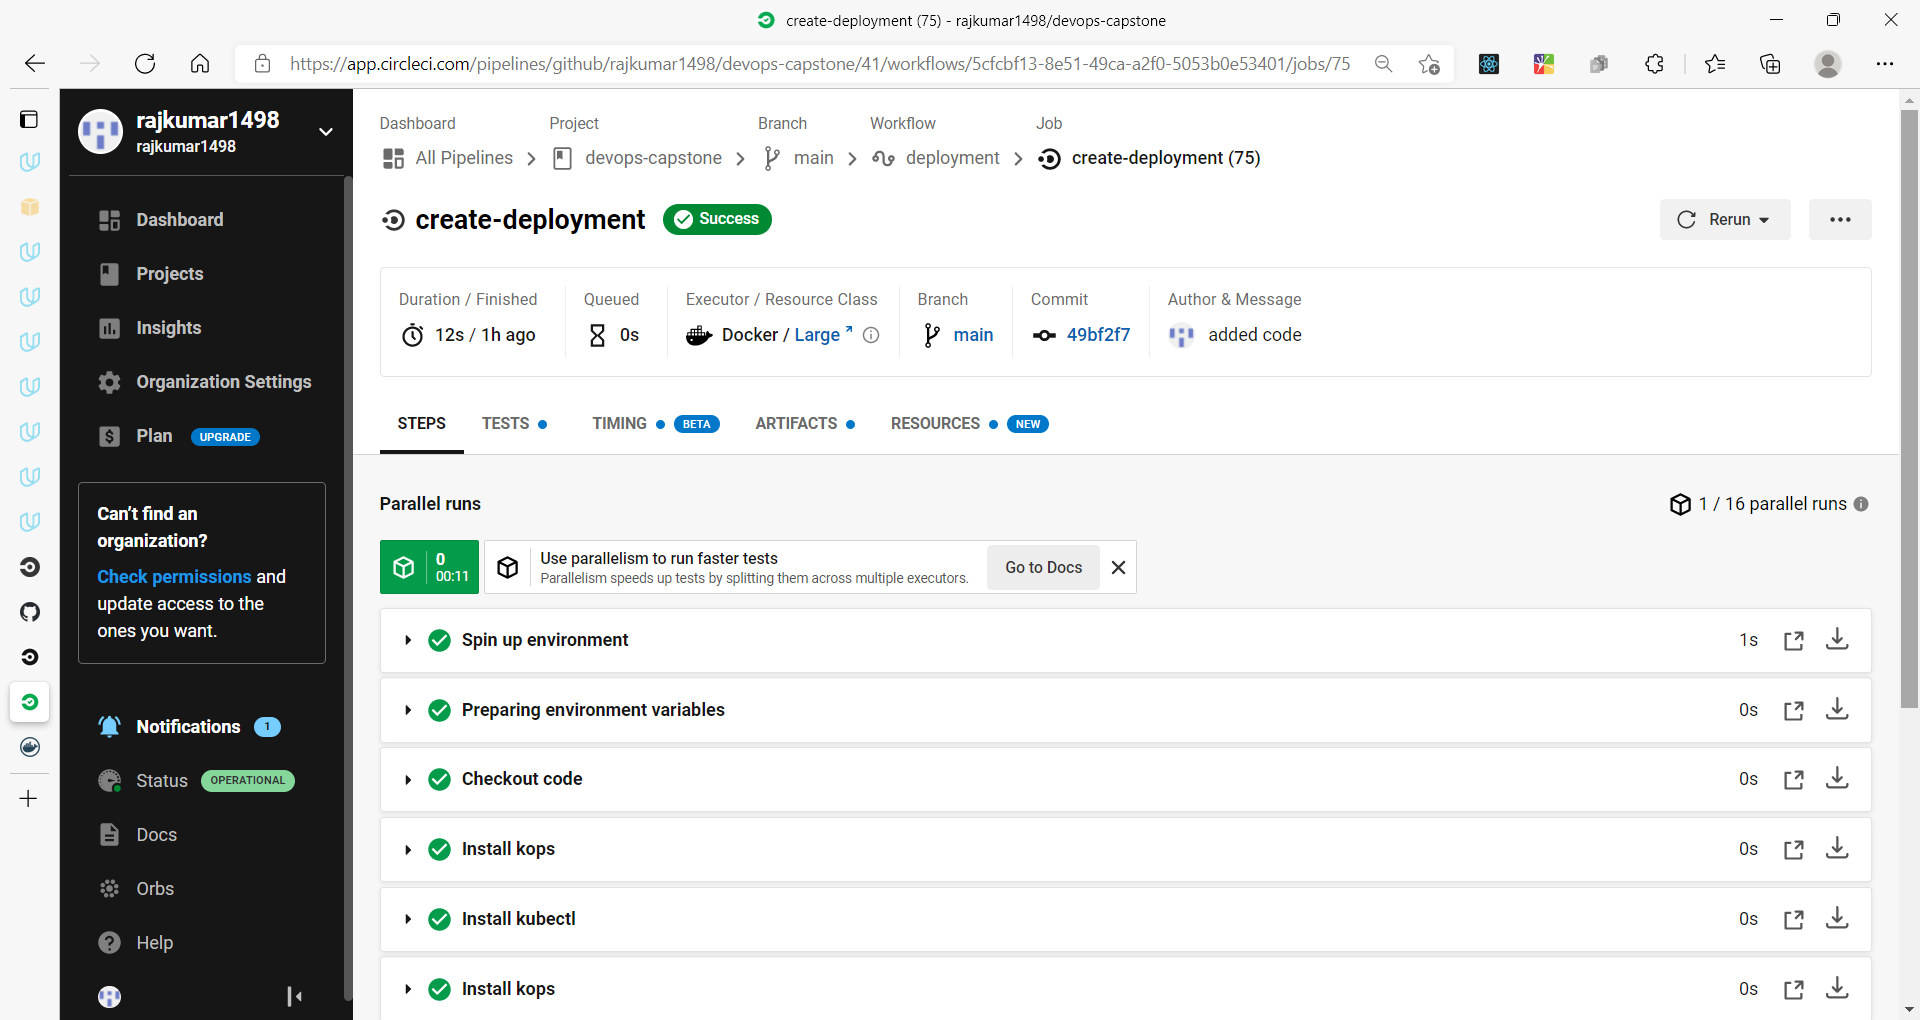 create-deployment (75) - rajkumar1498/devops-capstone
https://app.circleci.com/pipelines/github/rajkumar1498/devops-capstone/41/workflows/5cfcbf13-8e51-49ca-a2f0-5053b0e53401/jobs/75
rajkumar1498
rajkumar1498
Dashboard
Projects
Insights
Organization Settings
Plan UPGRADE
Can't find an
organization?
Check permissions and
update access to the
ones you want.
Notifications 1
Status OPERATIONAL
Docs
Orbs
Help
Dashboard Project Branch Workflow Job
All Pipelines devops-capstone main deployment create-deployment (75)
create-deployment Success
Rerun
Duration / Finished Queued Executor / Resource Class Branch Commit Author & Message
12s / 1h ago 0s Docker / Large main 49bf2f7 added code
STEPS TESTS TIMING BETA ARTIFACTS RESOURCES NEW
Parallel runs
1 / 16 parallel runs
0
00:11
Use parallelism to run faster tests
Parallelism speeds up tests by splitting them across multiple executors.
Go to Docs
Spin up environment 1s
Preparing environment variables 0s
Checkout code 0s
Install kops 0s
Install kubectl 0s
Install kops 0s